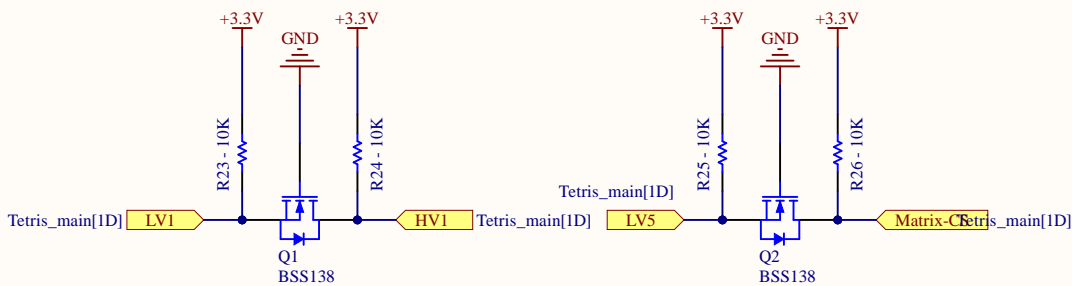 +3.3V
+3.3V
GND
R23 - 10K
R24 - 10K
Tetris_main[1D]
LV1
HV1
Tetris_main[1D]
Q1
BSS138
+3.3V
+3.3V
GND
R25 - 10K
R26 - 10K
Tetris_main[1D]
LV5
Matrix-CS
Tetris_main[1D]
Q2
BSS138